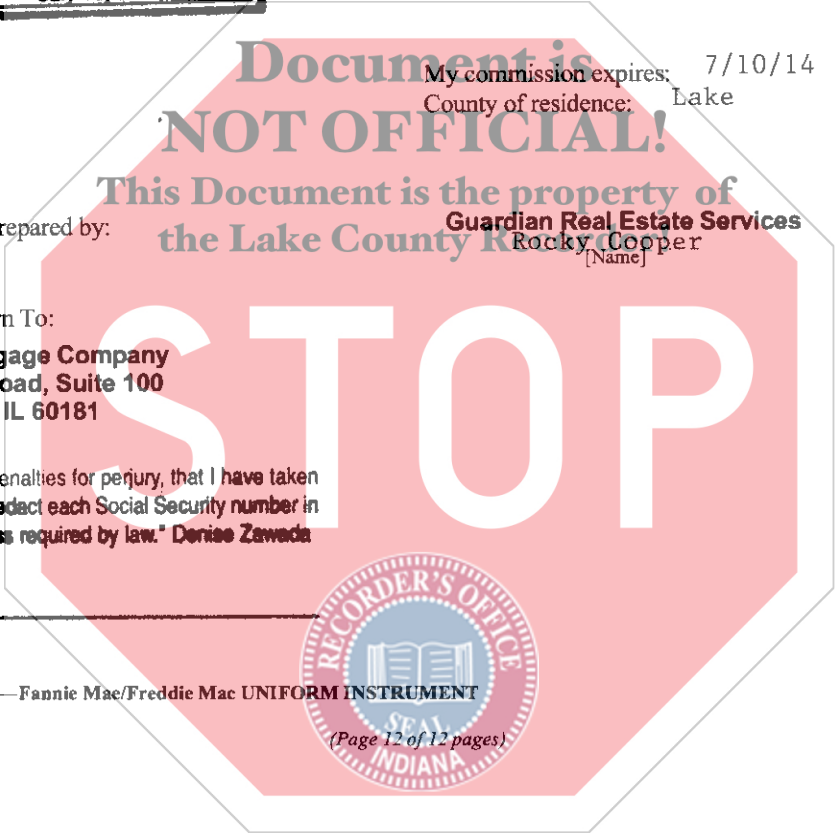 Document is
My commission expires: 7/10/14
County of residence: Lake
NOT OFFICIAL!
This Document is the property of
the Lake County Recorder!
repared by:
Guardian Real Estate Services
Rocky Cooper
[Name]
n To:
gage Company
oad, Suite 100
IL 60181
STOP
enalties for perjury, that I have taken
edact each Social Security number in
s required by law." Denise Zawada
RECORDER'S OFFICE
SEAL
INDIANA
—Fannie Mae/Freddie Mac UNIFORM INSTRUMENT
(Page 12 of 12 pages)